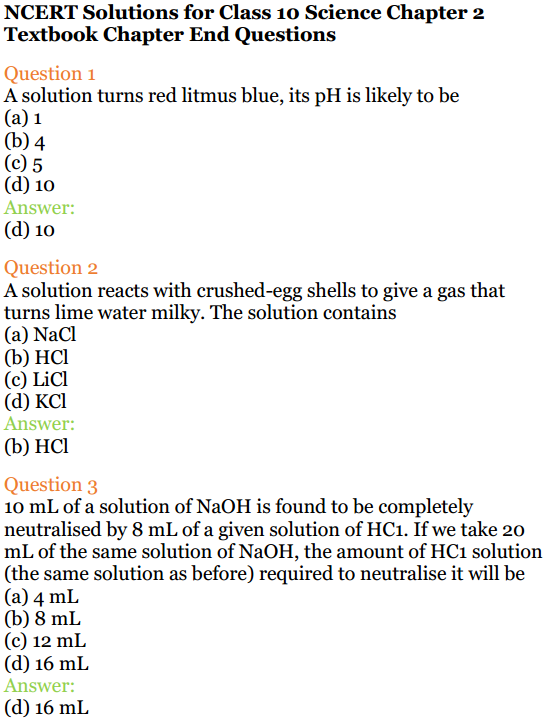 NCERT Solutions for Class 10 Science Chapter 2
Textbook Chapter End Questions
Question 1
A solution turns red litmus blue, its pH is likely to be
(a) 1
(b) 4
(c) 5
(d) 10
Answer:
(d) 10
Question 2
A solution reacts with crushed-egg shells to give a gas that
turns lime water milky. The solution contains
(a) NaCl
(b) HCl
(c) LiCl
(d) KCl
Answer:
(b) HCl
Question 3
10 mL of a solution of NaOH is found to be completely
neutralised by 8 mL of a given solution of HC1. If we take 20
mL of the same solution of NaOH, the amount of HC1 solution
(the same solution as before) required to neutralise it will be
(a) 4 mL
(b) 8 mL
(c) 12 mL
(d) 16 mL
Answer:
(d) 16 mL